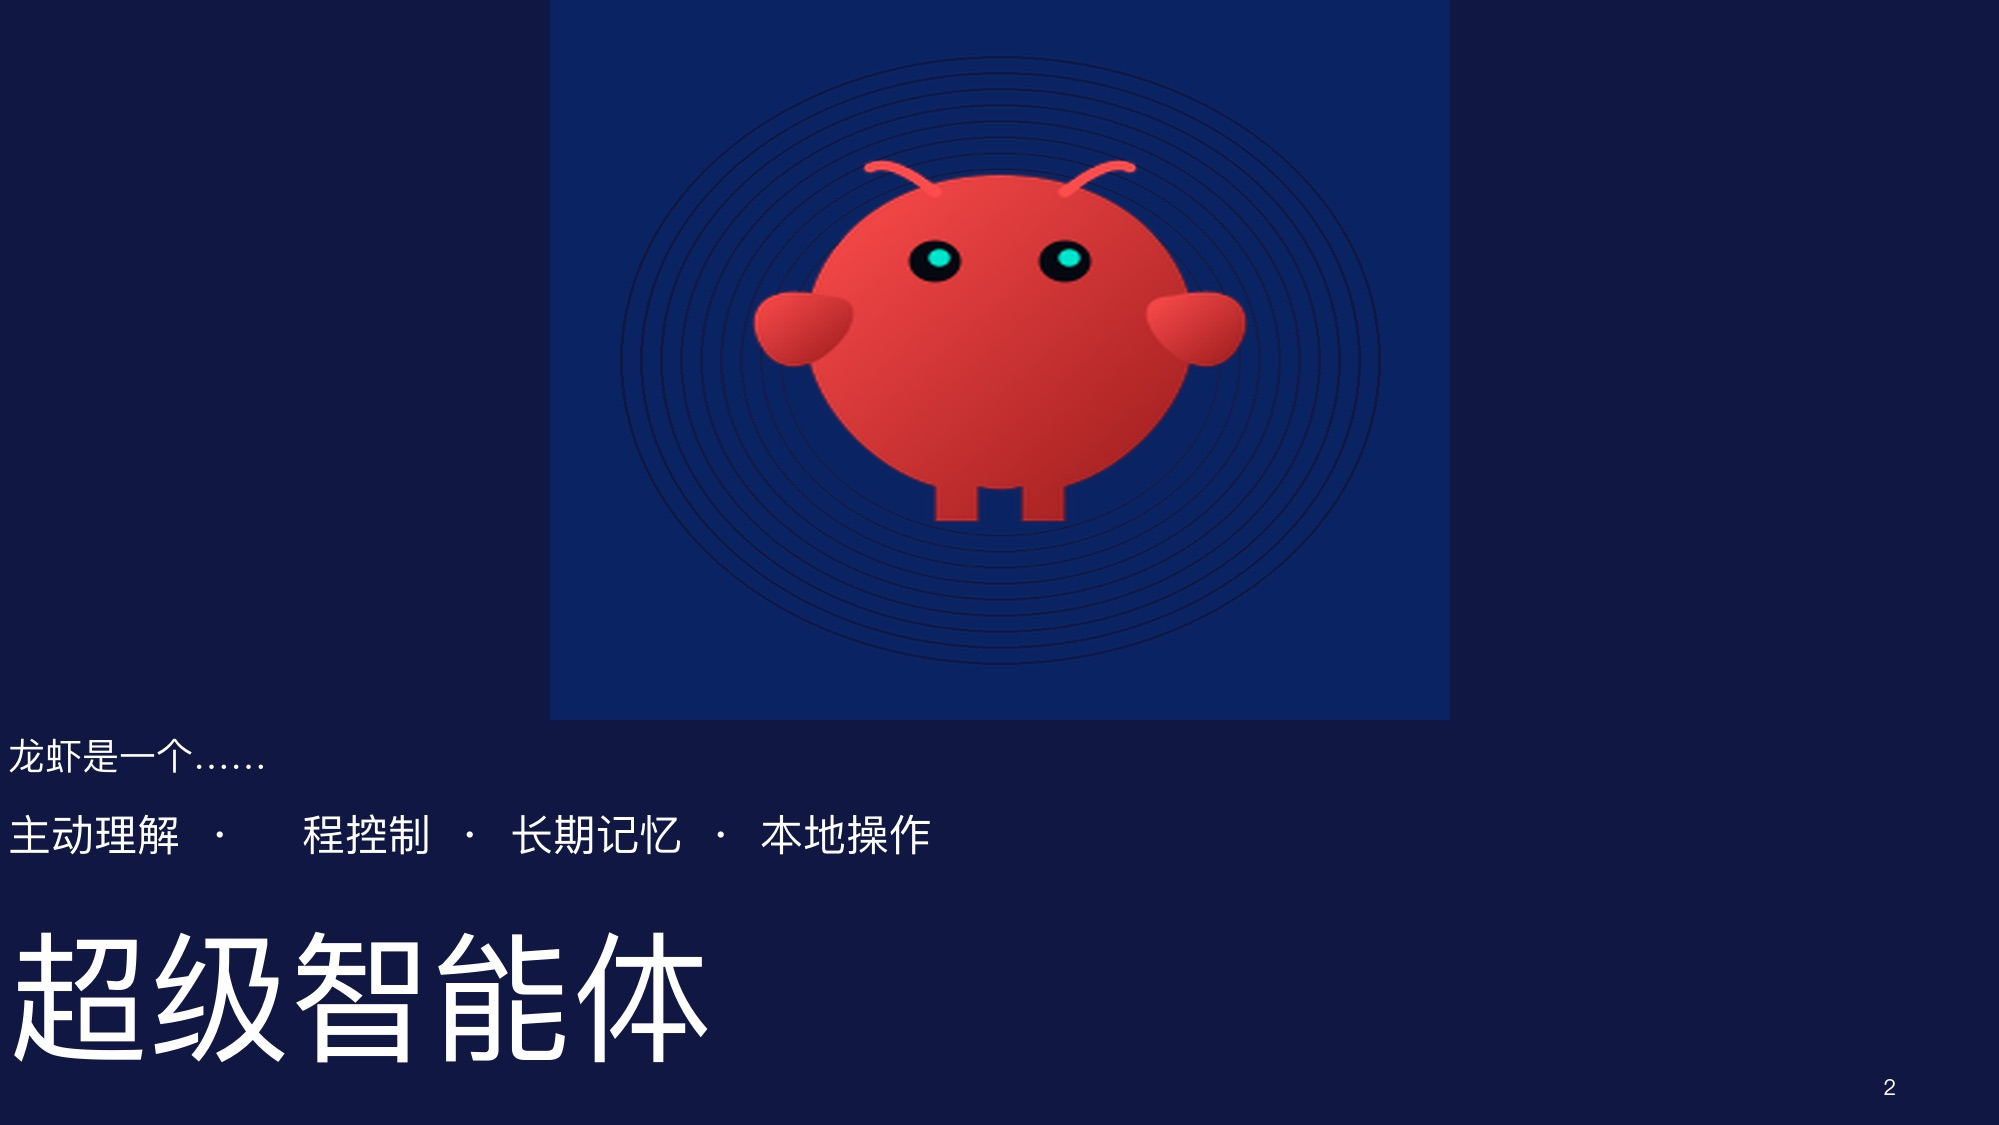 龙虾是一个……
主动理解 · 程控制 · 长期记忆 · 本地操作
超级智能体
2